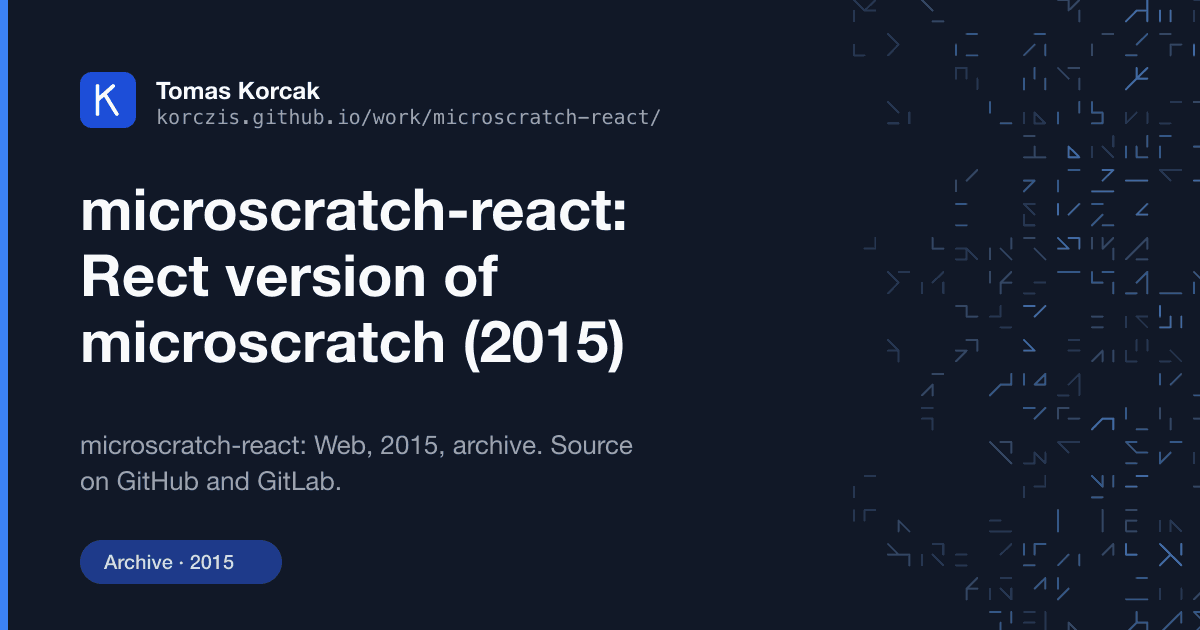 K
Tomas Korcak
korczis.github.io/work/microscratch-react/
microscratch-react:
Rect version of
microscratch (2015)
microscratch-react: Web, 2015, archive. Source
on GitHub and GitLab.
Archive · 2015